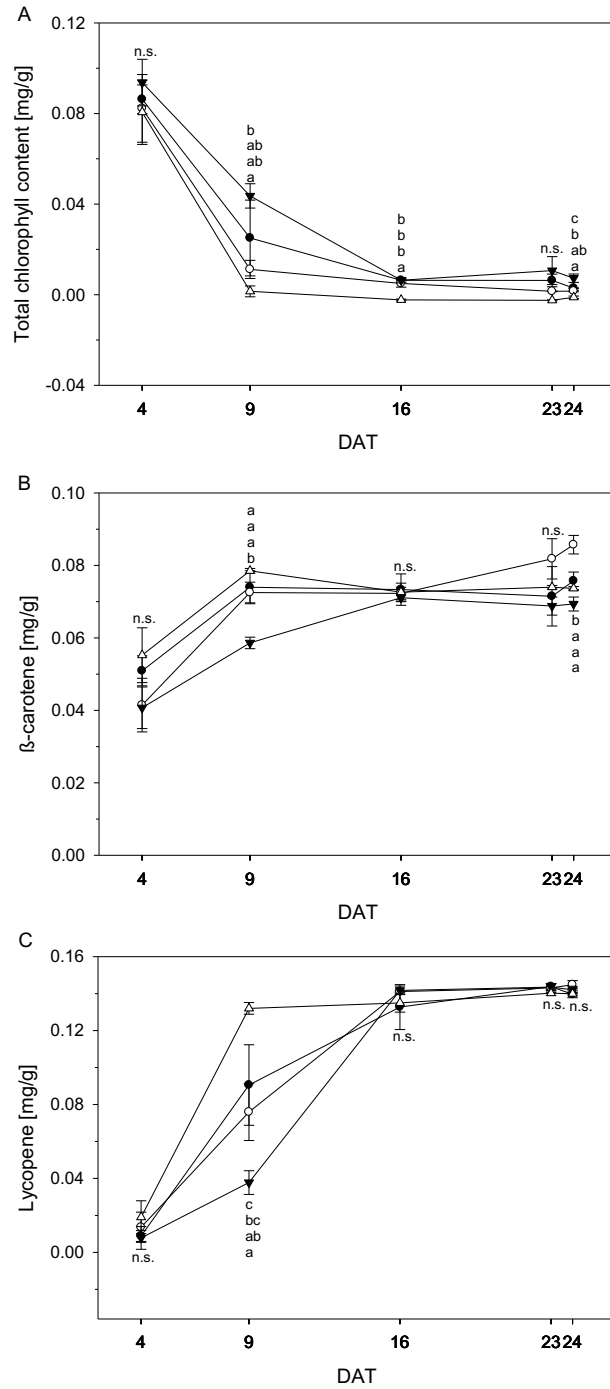 A
Total chlorophyll content [mg/g]
0.12
0.08
0.04
0.00
-0.04
n.s.
b
ab
ab
a
b
b
b
a
n.s.
c
b
ab
a
4
9
16
23
24
DAT
B
ß-carotene [mg/g]
0.10
0.08
0.06
0.04
0.02
0.00
n.s.
a
a
a
b
n.s.
n.s.
b
a
a
a
4
9
16
23
24
DAT
C
Lycopene [mg/g]
0.16
0.12
0.08
0.04
0.00
n.s.
c
bc
ab
a
n.s.
n.s.
n.s.
4
9
16
23
24
DAT